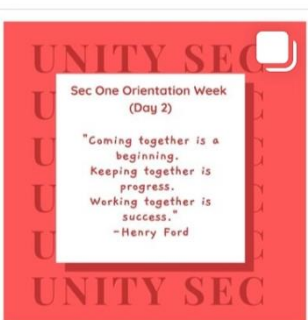 UNITY SEC
Sec One Orientation Week
(Day 2)
"Coming together is a
beginning.
Keeping together is
progress.
Working together is
success."
-Henry Ford
U C
U C
U C
U C
UNITY SEC